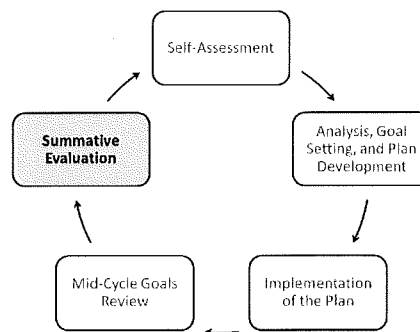 Self-Assessment
Analysis, Goal
Setting, and Plan
Development
Implementation
of the Plan
Mid-Cycle Goals
Review
Summative
Evaluation